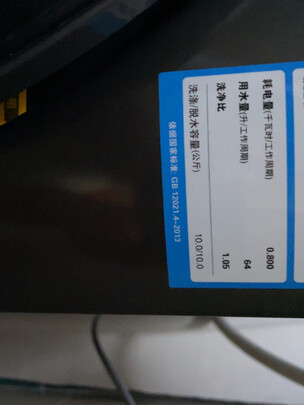 耗电量(千瓦时/工作周期) 0.800
用水量(升/工作周期) 64
洗净比 1.05
洗涤/脱水容量(公斤) 10.0/10.0
依据国家标准: GB 12021.4-2013